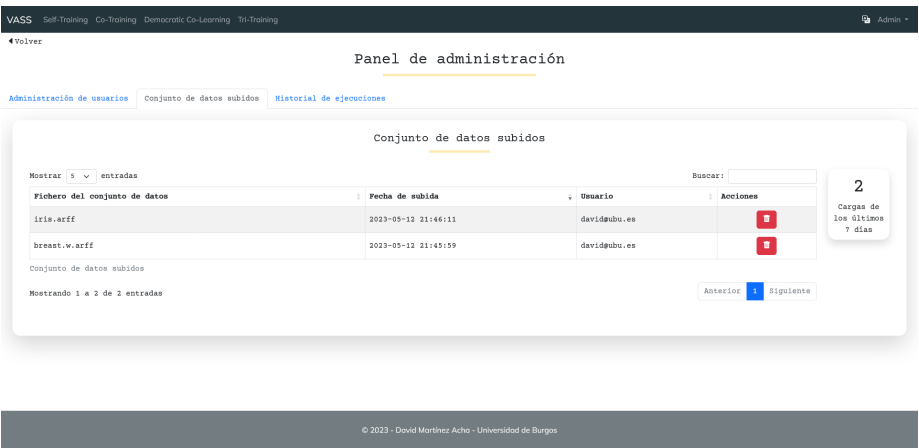 VASS Self-Training Co-Training Democratic Co-Learning Tri-Training Admin
Volver
Panel de administración
Administración de usuarios Conjunto de datos subidos Historial de ejecuciones
Conjunto de datos subidos
Mostrar 5 entradas Buscar:
Fichero del conjunto de datos Fecha de subida Usuario Acciones
iris.arff 2023-05-12 21:46:11 david@ubu.es
breast.w.arff 2023-05-12 21:45:59 david@ubu.es
Conjunto de datos subidos
Mostrando 1 a 2 de 2 entradas
Anterior 1 Siguiente
2
Cargas de
los últimos
7 días
© 2023 - David Martínez Acha - Universidad de Burgos